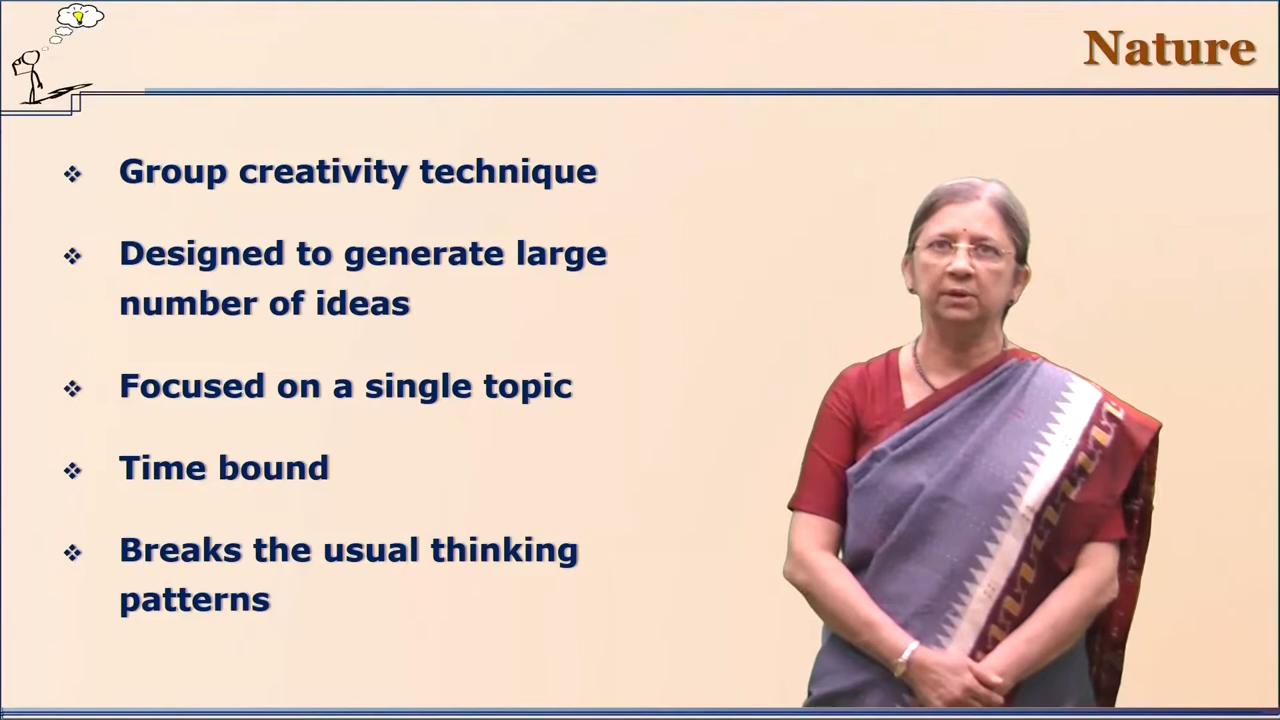 Nature
Group creativity technique
Designed to generate large
number of ideas
Focused on a single topic
Time bound
Breaks the usual thinking
patterns